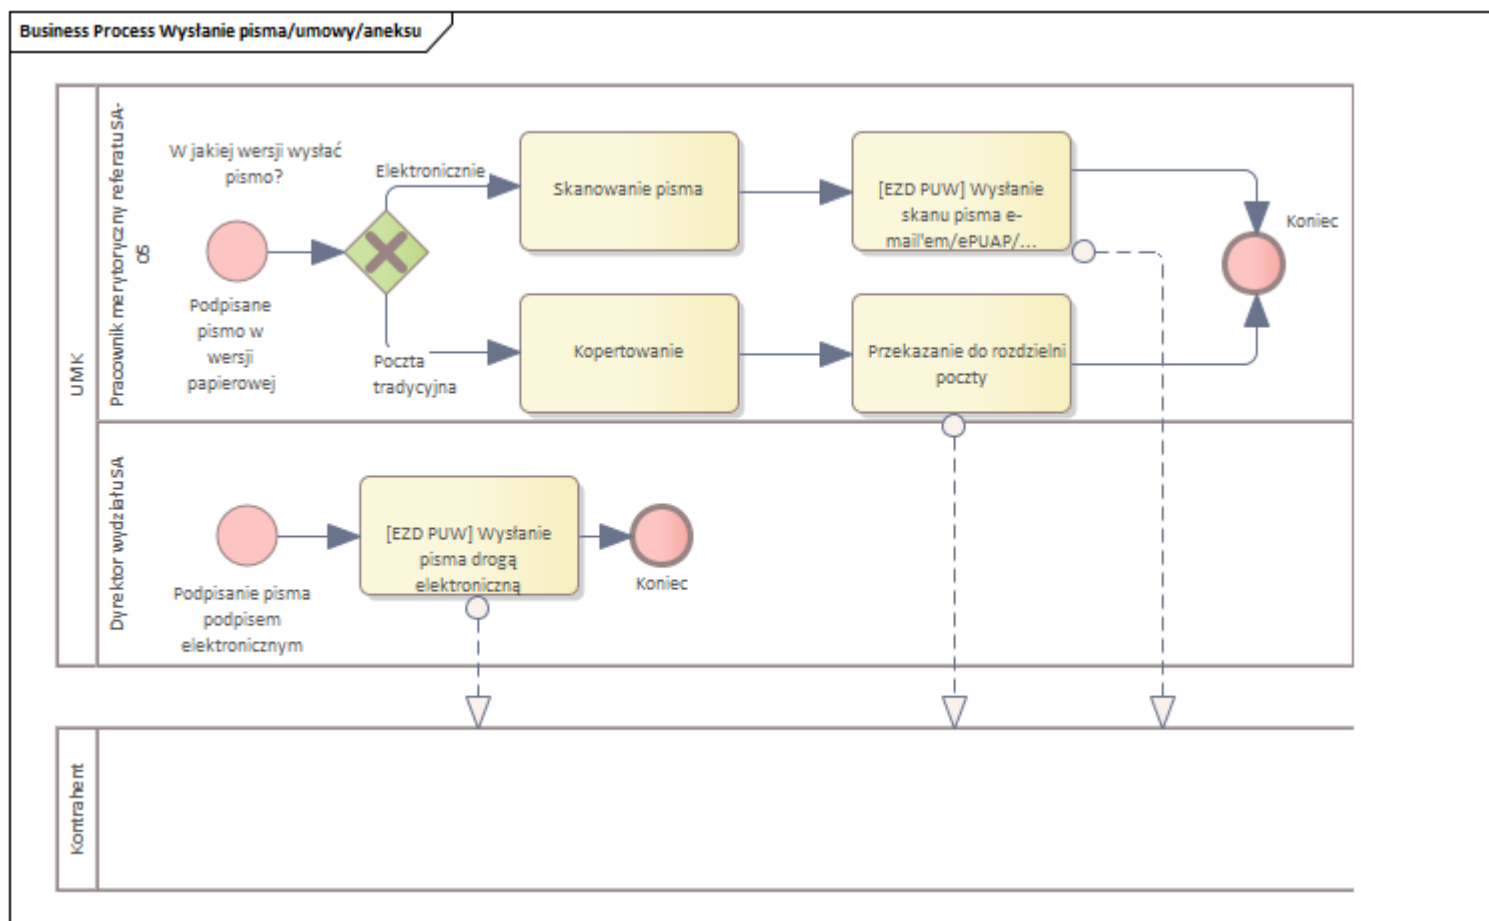 Business Process Wysłanie pisma/umowy/aneksu
UMK
Pracownik merytoryczny referatu SA-
05
W jakiej wersji wysłać
pismo?
Podpisane
pismo w
wersji
papierowej
Elektronicznie
Poczta
tradycyjna
Skanowanie pisma
[EZD PUW] Wysłanie
skanu pisma e-
mail'em/ePUAP/...
Koniec
Kopertowanie
Przekazanie do rozdzielni
poczty
Dyrektor wydziału SA
Podpisanie pisma
podpisem
elektronicznym
[EZD PUW] Wysłanie
pisma drogą
elektroniczną
Koniec
Kontrahent